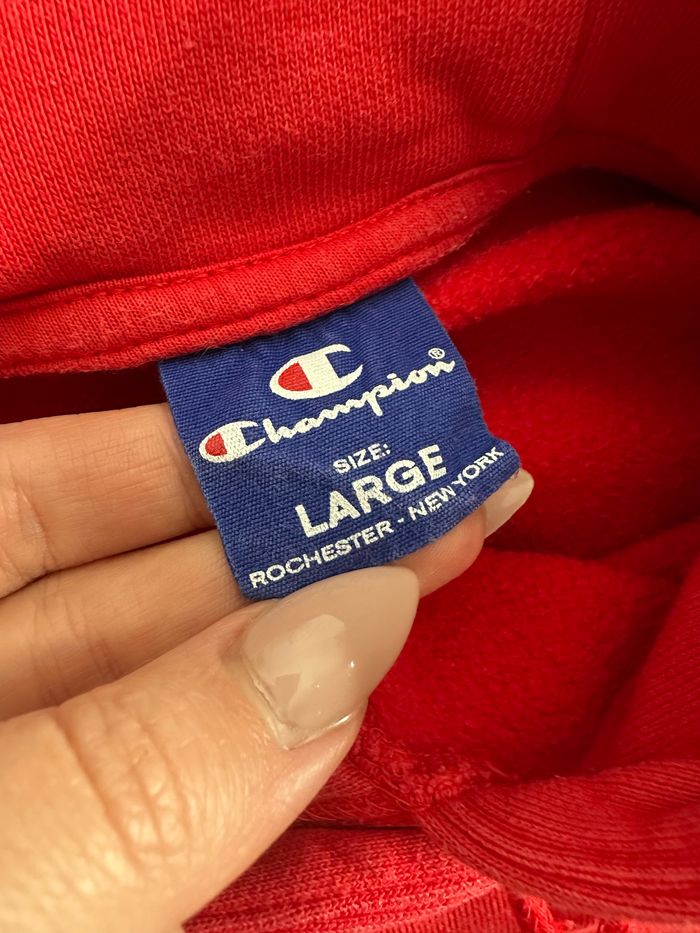 Champion®
SIZE:
LARGE
ROCHESTER - NEW YORK